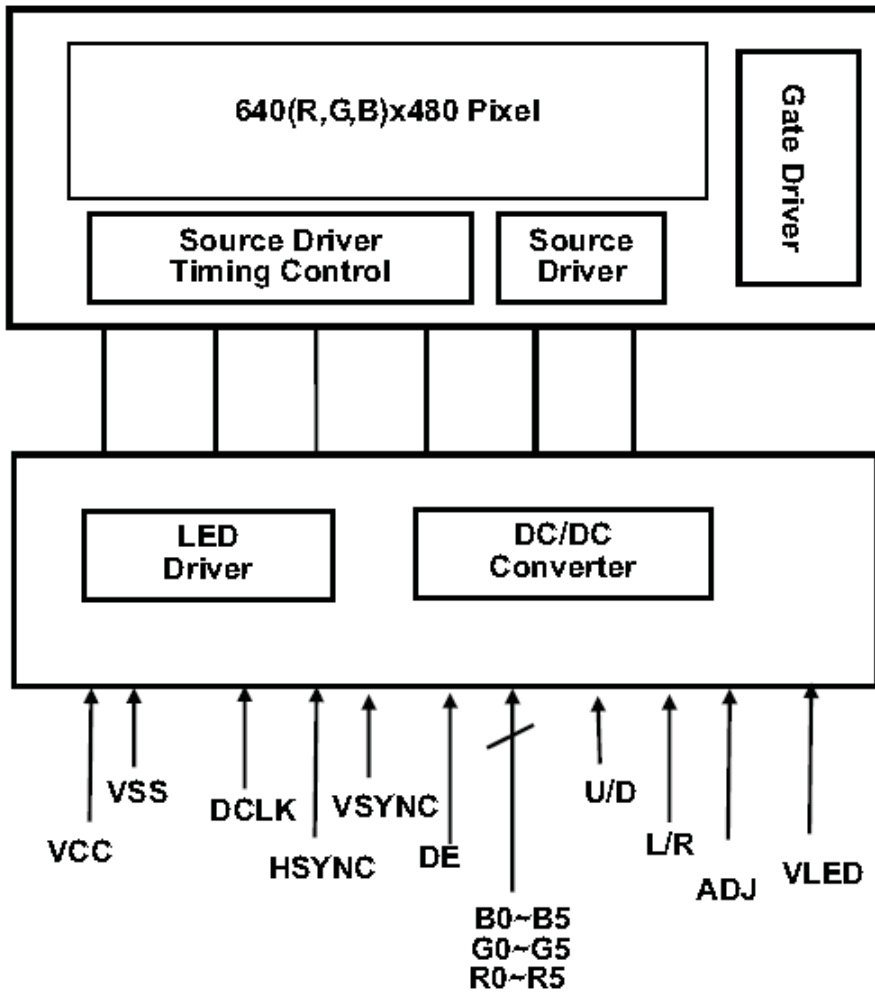 640(R,G,B)x480 Pixel
Gate Driver
Source Driver
Timing Control
Source
Driver
LED
Driver
DC/DC
Converter
VCC
VSS
DCLK
HSYNC
VSYNC
DE
B0~B5
G0~G5
R0~R5
U/D
L/R
ADJ
VLED